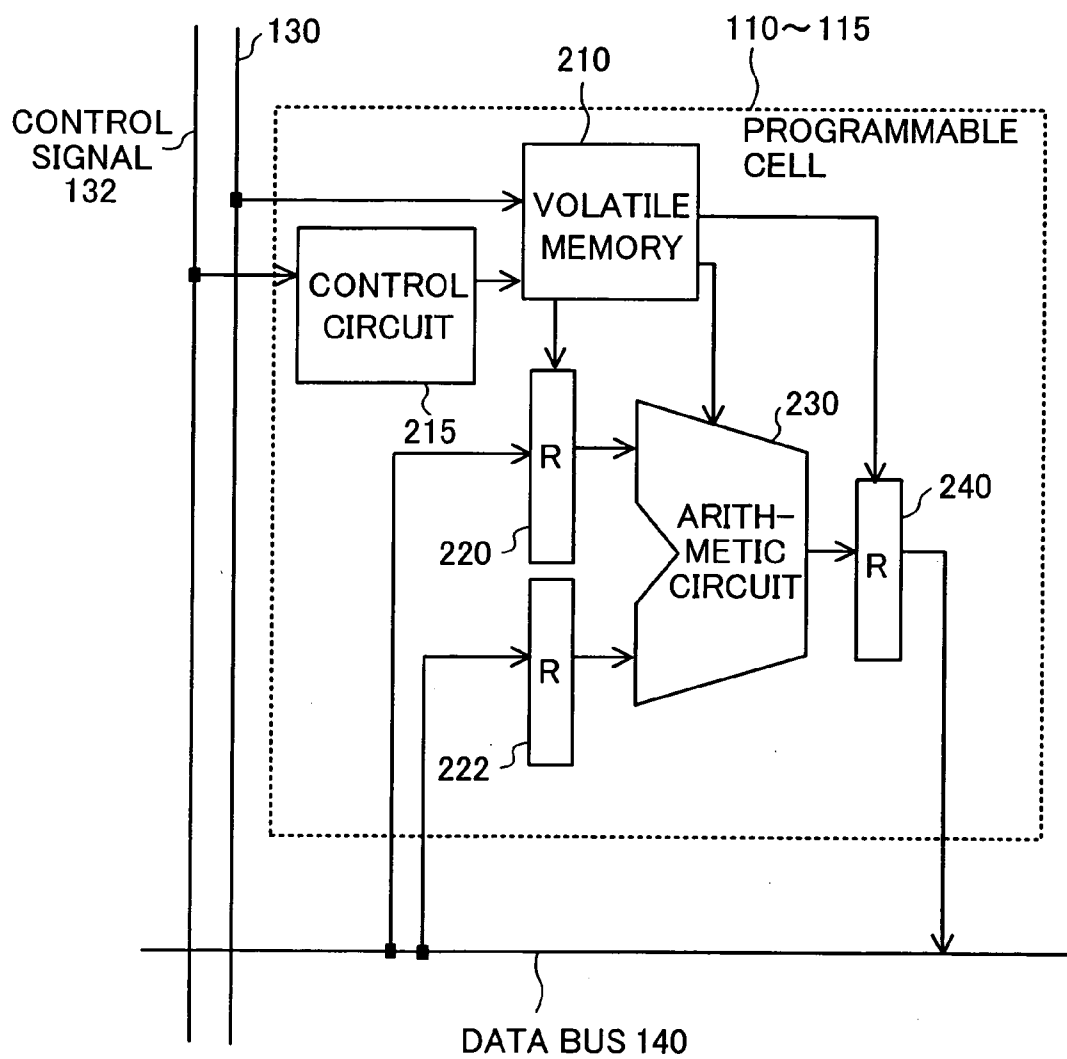 130
110～115
210
CONTROL
SIGNAL
132
PROGRAMMABLE
CELL
VOLATILE
MEMORY
CONTROL
CIRCUIT
215
230
R
240
ARITH-
METIC
CIRCUIT
220
R
R
222
DATA BUS 140